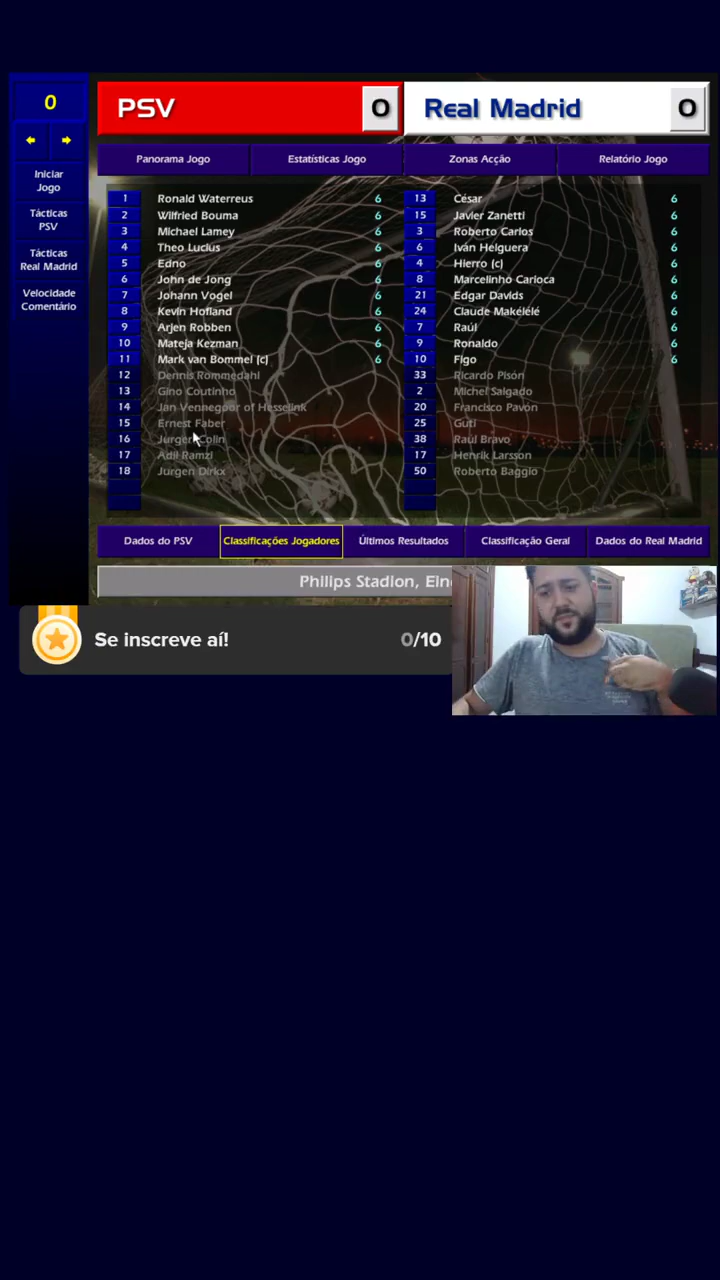 0
PSV 0 Real Madrid 0
Panorama Jogo Estatísticas Jogo Zonas Acção Relatório Jogo
Iniciar Jogo
Tácticas PSV
Tácticas Real Madrid
Velocidade Comentário
1 Ronald Waterreus 6 13 César 6
2 Wilfried Bouma 6 15 Javier Zanetti 6
3 Michael Lamey 6 3 Roberto Carlos 6
4 Theo Lucius 6 6 Iván Helguera 6
5 Edno 6 4 Hierro (c) 6
6 John de Jong 6 8 Marcelinho Carioca 6
7 Johann Vogel 6 21 Edgar Davids 6
8 Kevin Hofland 6 24 Claude Makélélé 6
9 Arjen Robben 6 7 Raúl 6
10 Mateja Kezman 6 9 Ronaldo 6
11 Mark van Bommel (c) 6 10 Figo 6
12 Dennis Rommedahl 33 Ricardo Pisón
13 Gino Coutinho 2 Michel Salgado
14 Jan Vennegoor of Hesselink 20 Francisco Pavón
15 Ernest Faber 25 Guti
16 Jurgen Colin 38 Raúl Bravo
17 Adil Ramzi 17 Henrik Larsson
18 Jurgen Dirkx 50 Roberto Baggio
Dados do PSV Classificações Jogadores Últimos Resultados Classificação Geral Dados do Real Madrid
Philips Stadion,
Se inscreve aí! 0/10